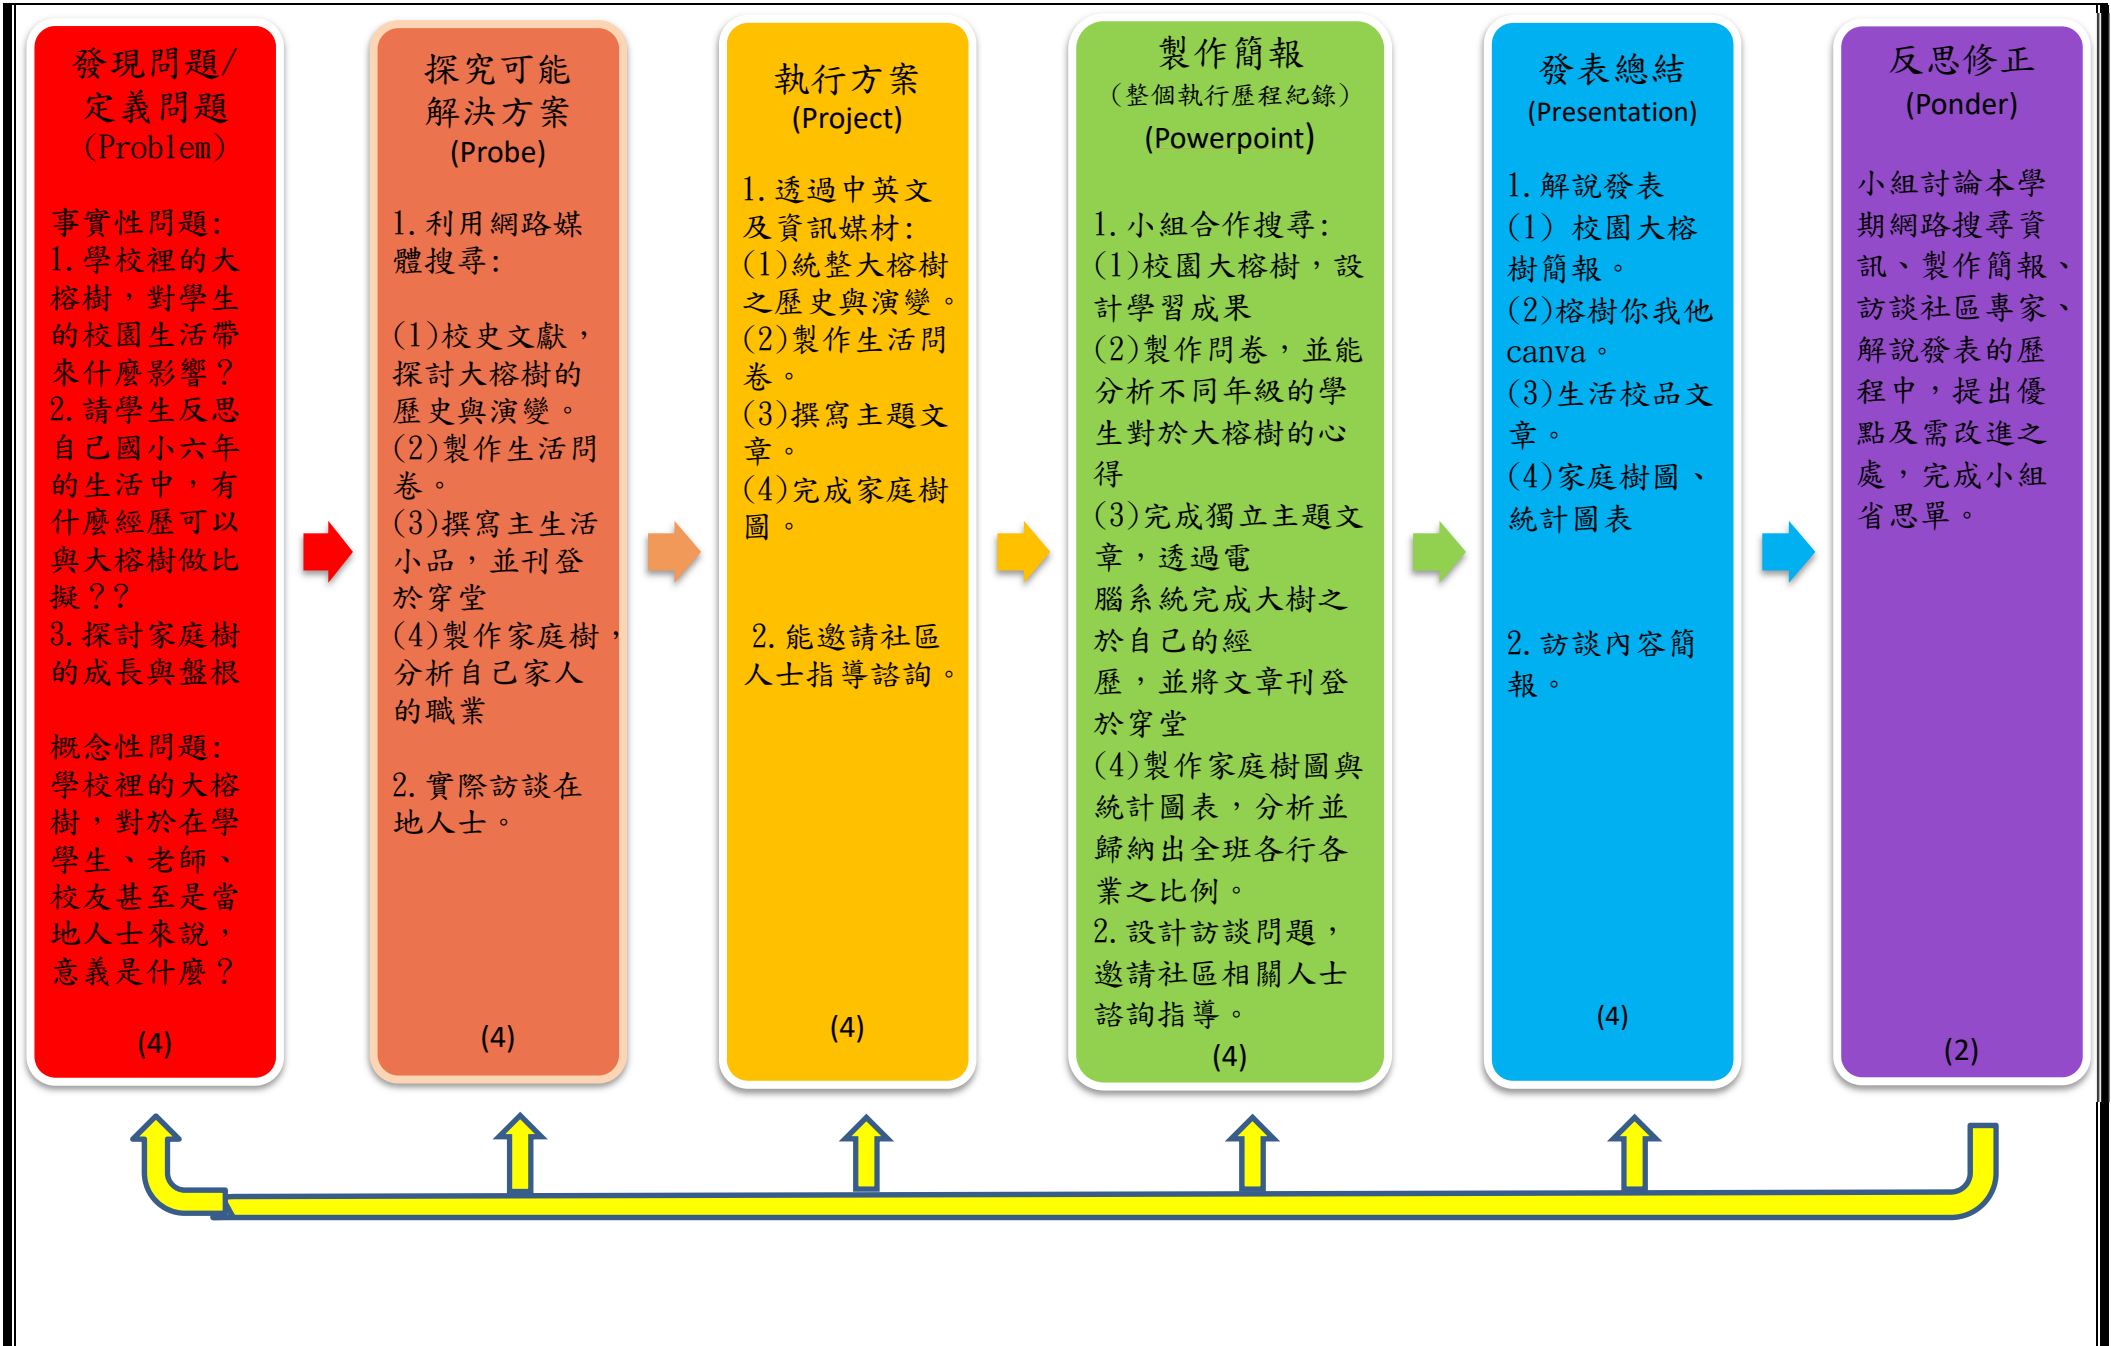 發現問題/
定義問題
(Problem)
事實性問題:
1.學校裡的大
榕樹，對學生
的校園生活帶
來什麼影響？
2.請學生反思
自己國小六年
的生活中，有
什麼經歷可以
與大榕樹做比
擬？?
3.探討家庭樹
的成長與盤根
概念性問題:
學校裡的大榕
樹，對於在學
學生、老師、
校友甚至是當
地人士來說，
意義是什麼？
(4)
探究可能
解決方案
(Probe)
1.利用網路媒
體搜尋:
(1)校史文獻，
探討大榕樹的
歷史與演變。
(2)製作生活問
卷。
(3)撰寫主生活
小品，並刊登
於穿堂
(4)製作家庭樹，
分析自己家人
的職業
2.實際訪談在
地人士。
(4)
執行方案
(Project)
1.透過中英文
及資訊媒材:
(1)統整大榕樹
之歷史與演變。
(2)製作生活問
卷。
(3)撰寫主題文
章。
(4)完成家庭樹
圖。
2.能邀請社區
人士指導諮詢。
(4)
製作簡報
（整個執行歷程紀錄）
(Powerpoint)
1.小組合作搜尋:
(1)校園大榕樹，設
計學習成果
(2)製作問卷，並能
分析不同年級的學
生對於大榕樹的心
得
(3)完成獨立主題文
章，透過電
腦系統完成大樹之
於自己的經
歷，並將文章刊登
於穿堂
(4)製作家庭樹圖與
統計圖表，分析並
歸納出全班各行各
業之比例。
2.設計訪談問題，
邀請社區相關人士
諮詢指導。
(4)
發表總結
(Presentation)
1.解說發表
(1) 校園大榕
樹簡報。
(2)榕樹你我他
canva。
(3)生活校品文
章。
(4)家庭樹圖、
統計圖表
2.訪談內容簡
報。
(4)
反思修正
(Ponder)
小組討論本學
期網路搜尋資
訊、製作簡報、
訪談社區專家、
解說發表的歷
程中，提出優
點及需改進之
處，完成小組
省思單。
(2)